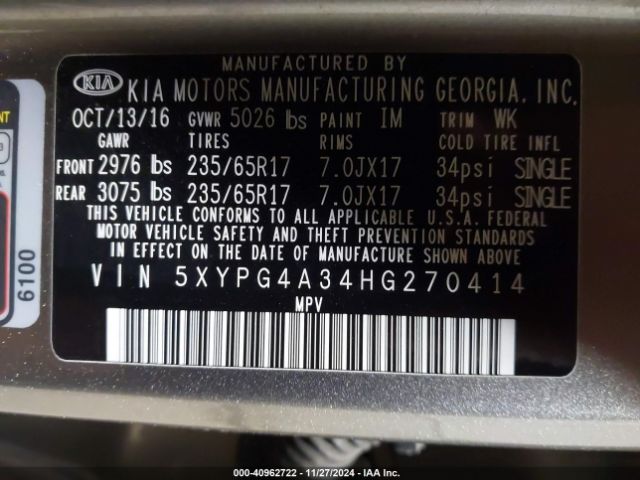 MANUFACTURED BY
KIA KIA MOTORS MANUFACTURING GEORGIA, INC.
OCT/13/16 GVWR 5026 lbs PAINT IM TRIM WK
GAWR TIRES RIMS COLD TIRE INFL
FRONT 2976 lbs 235/65R17 7.0JX17 34psi SINGLE
REAR 3075 lbs 235/65R17 7.0JX17 34psi SINGLE
THIS VEHICLE CONFORMS TO ALL APPLICABLE U.S.A. FEDERAL
MOTOR VEHICLE SAFETY AND THEFT PREVENTION STANDARDS
IN EFFECT ON THE DATE OF MANUFACTURE SHOWN ABOVE
VIN 5XYPG4A34HG270414
MPV
6100
000-40962722 — 11/27/2024 — IAA Inc.